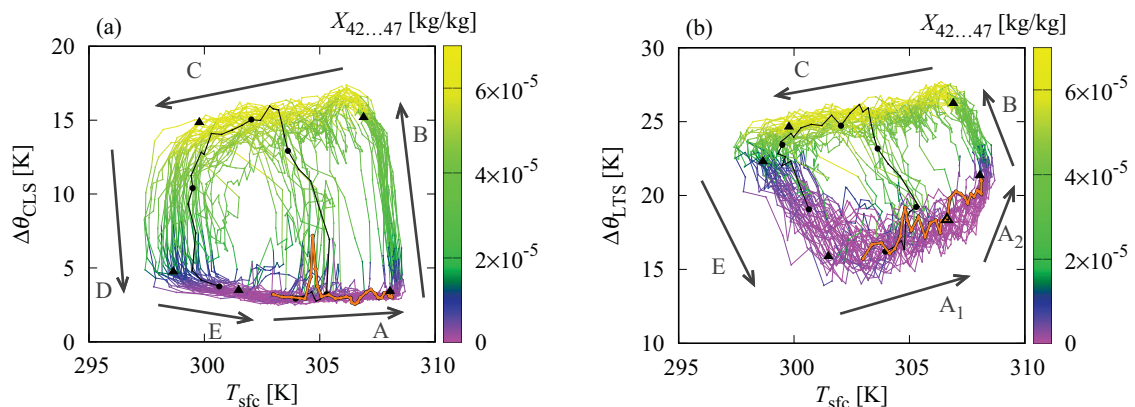 (a)
X42…47 [kg/kg]
20
15
10
5
0
ΔθCLS [K]
C
B
D
E
A
295
300
305
310
Tsfc [K]
6×10-5
4×10-5
2×10-5
0
(b)
X42…47 [kg/kg]
30
25
20
15
10
ΔθLTS [K]
C
B
A2
E
A1
295
300
305
310
Tsfc [K]
6×10-5
4×10-5
2×10-5
0